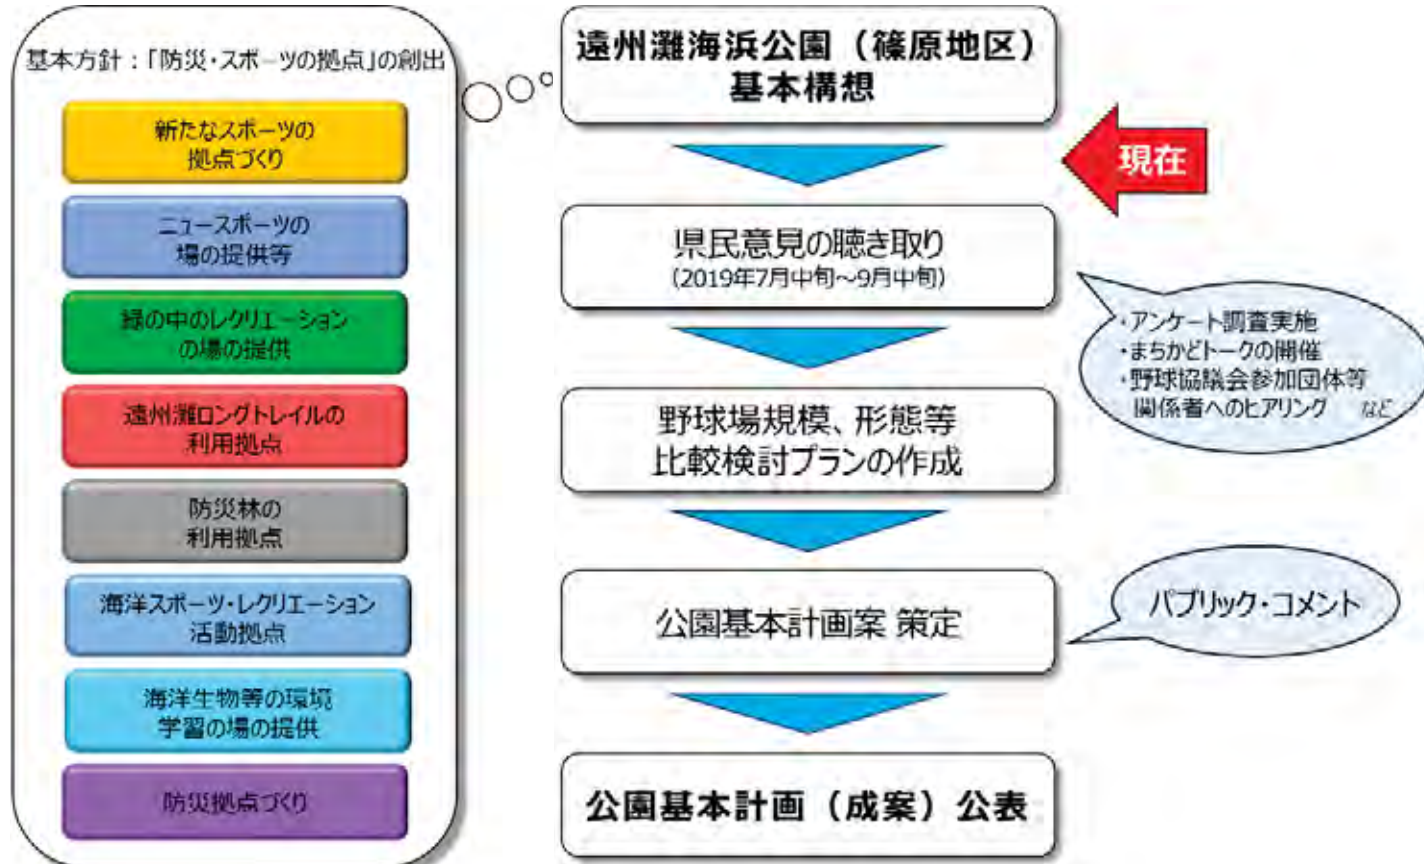 基本方針：「防災・スポーツの拠点」の創出
新たなスポーツの
拠点づくり
ニュースポーツの
場の提供等
緑の中のレクリエーション
の場の提供
遠州灘ロングトレイルの
利用拠点
防災林の
利用拠点
海洋スポーツ・レクリエーション
活動拠点
海洋生物等の環境
学習の場の提供
防災拠点づくり
遠州灘海浜公園（篠原地区）
基本構想
現在
県民意見の聴き取り
（2019年7月中旬～9月中旬）
・アンケート調査実施
・まちかどトークの開催
・野球協議会参加団体等
関係者へのヒアリング など
野球場規模、形態等
比較検討プランの作成
公園基本計画案 策定
パブリック・コメント
公園基本計画（成案）公表